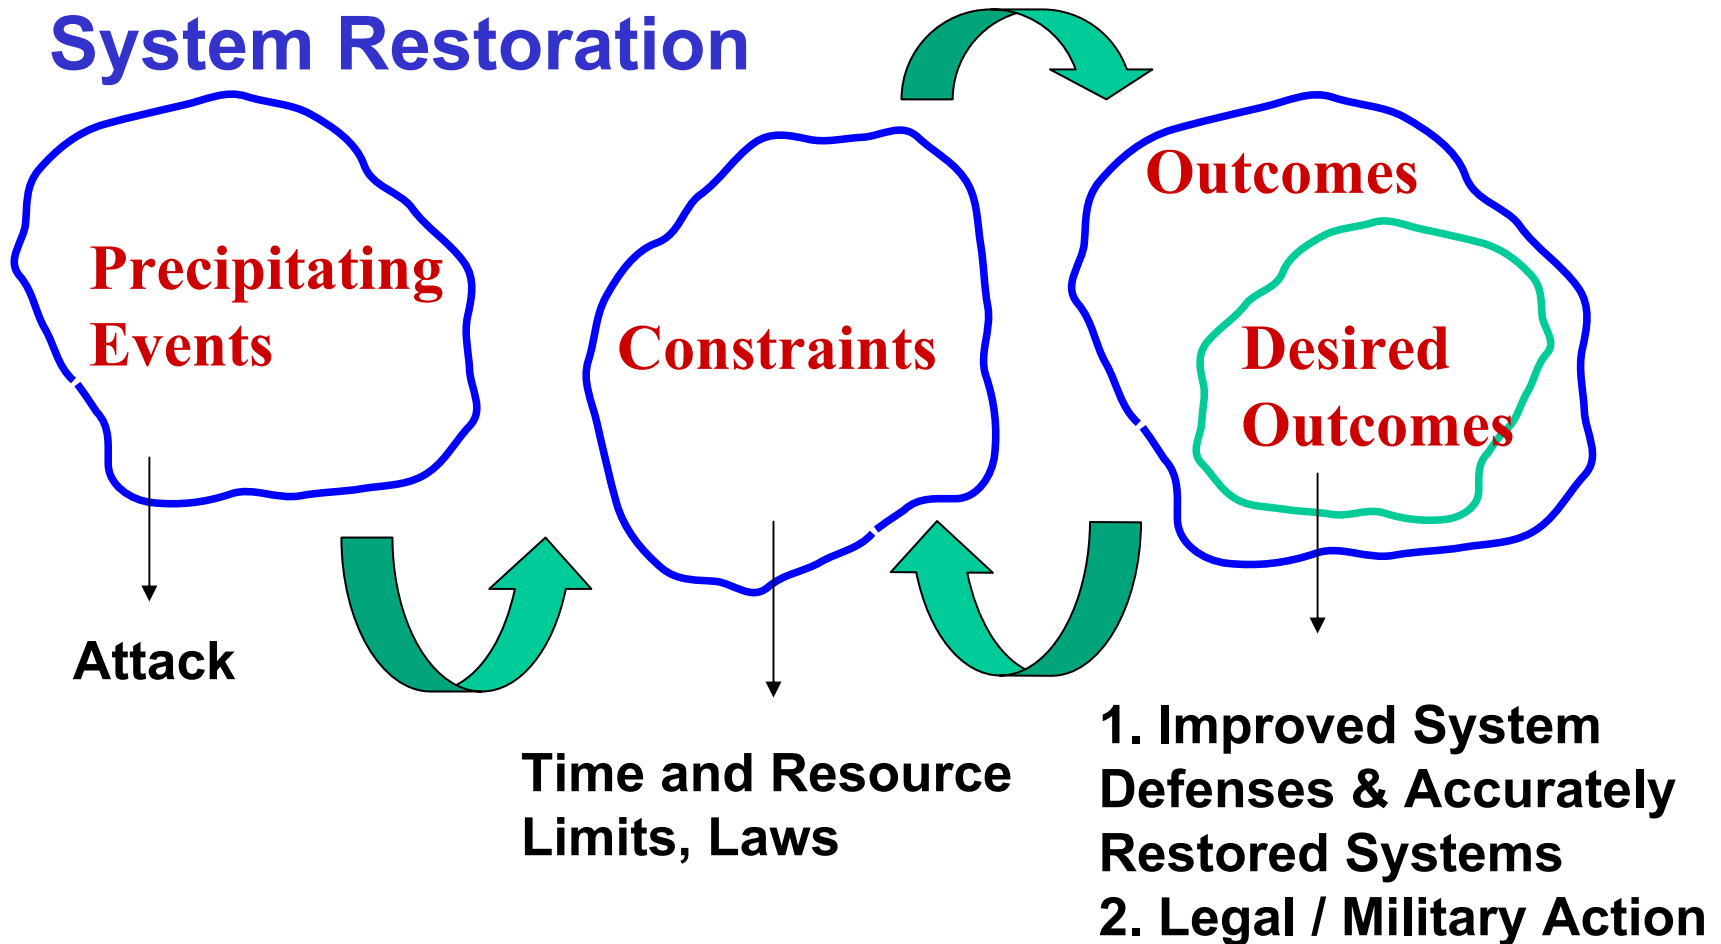 System Restoration
Precipitating
Events
Constraints
Outcomes
Desired
Outcomes
Attack
Time and Resource
Limits, Laws
1. Improved System
Defenses & Accurately
Restored Systems
2. Legal / Military Action